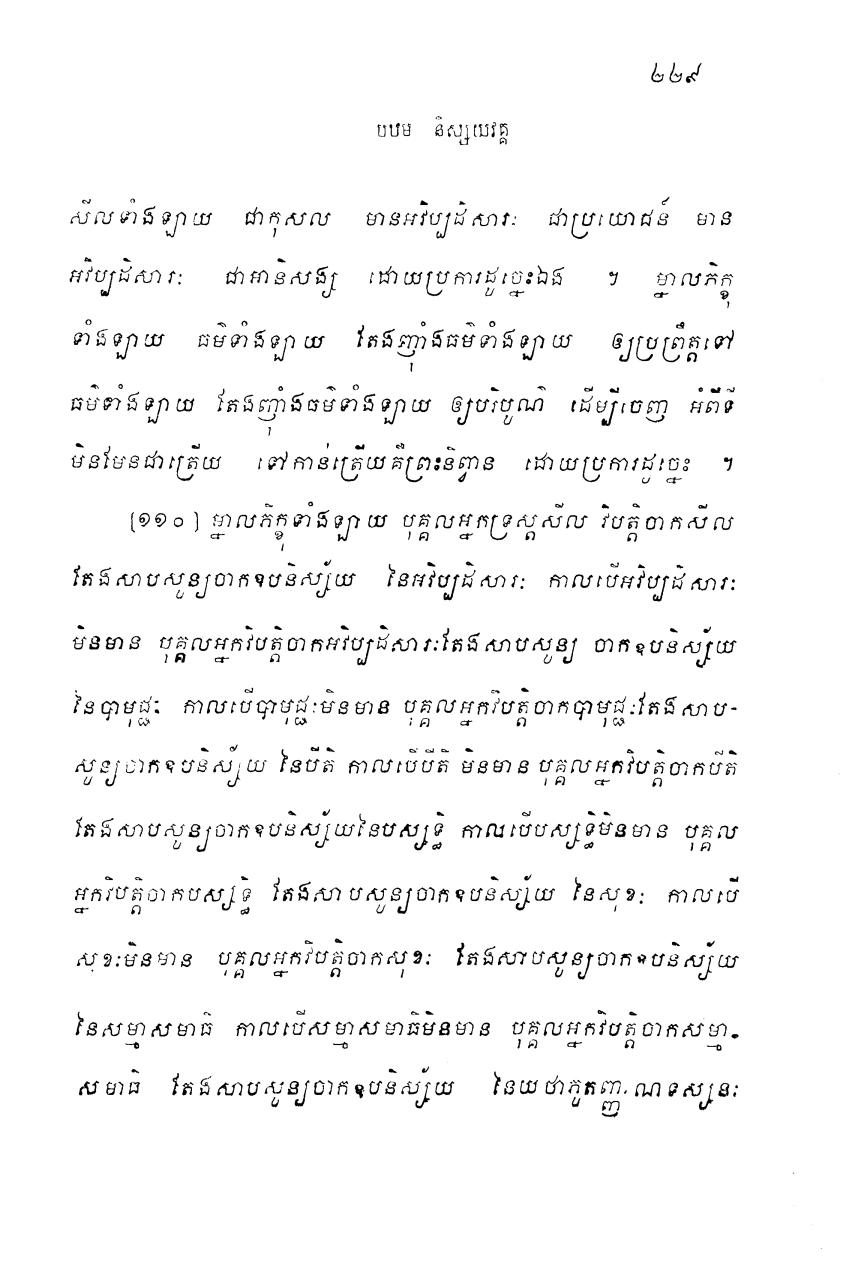 ២២៩
បឋម និស្សយវគ្គ
សីលទាំងឡាយ ជាកុសល មានអវិប្បដិសារៈ ជាប្រយោជន៍ មាន
អវិប្បដិសារៈ ជាអានិសង្ស ដោយប្រការដូច្នេះឯង ។ ម្នាលភិក្ខុ
ទាំងឡាយ ធម៌ទាំងឡាយ តែងញុំាងធម៌ទាំងឡាយ ឲ្យប្រព្រឹត្តទៅ
ធម៌ទាំងឡាយ តែងញុំាងធម៌ទាំងឡាយ ឲ្យបរិបូណ៌ ដើម្បីចេញ អំពីទី
មិនមែនជាត្រើយ ទៅកាន់ត្រើយគឺព្រះនិព្វាន ដោយប្រការដូច្នេះ ។
(១១០) ម្នាលភិក្ខុទាំងឡាយ បុគ្គលអ្នកទ្រុស្តសីល វិបត្តិចាកសីល
តែងសាបសូន្យចាកឧបនិស្ស័យ នៃអវិប្បដិសារៈ កាលបើអវិប្បដិសារៈ
មិនមាន បុគ្គលអ្នកវិបត្តិចាកអវិប្បដិសារៈតែងសាបសូន្យ ចាកឧបនិស្ស័យ
នៃបាមុជ្ជៈ កាលបើបាមុជ្ជៈមិនមាន បុគ្គលអ្នកវិបត្តិចាកបាមុជ្ជៈតែងសាប-
សូន្យចាកឧបនិស្ស័យ នៃបីតិ កាលបើបីតិ មិនមាន បុគ្គលអ្នកវិបត្តិចាកបីតិ
តែងសាបសូន្យចាកឧបនិស្ស័យនៃបស្សទ្ធិ កាលបើបស្សទ្ធិមិនមាន បុគ្គល
អ្នកវិបត្តិចាកបស្សទ្ធិ តែងសាបសូន្យចាកឧបនិស្ស័យ នៃសុខៈ កាលបើ
សុខៈមិនមាន បុគ្គលអ្នកវិបត្តិចាកសុខៈ តែងសាបសូន្យចាកឧបនិស្ស័យ
នៃសម្មាសមាធិ កាលបើសម្មាសមាធិមិនមាន បុគ្គលអ្នកវិបត្តិចាកសម្មា-
សមាធិ តែងសាបសូន្យចាកឧបនិស្ស័យ នៃយថាភូតញ្ញាណទស្សនៈ